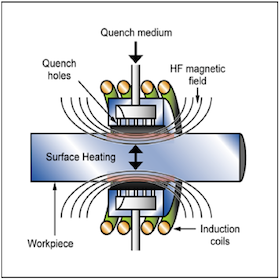 Quench medium
Quench
holes
HF magnetic
field
Surface Heating
Workpiece
Induction
coils